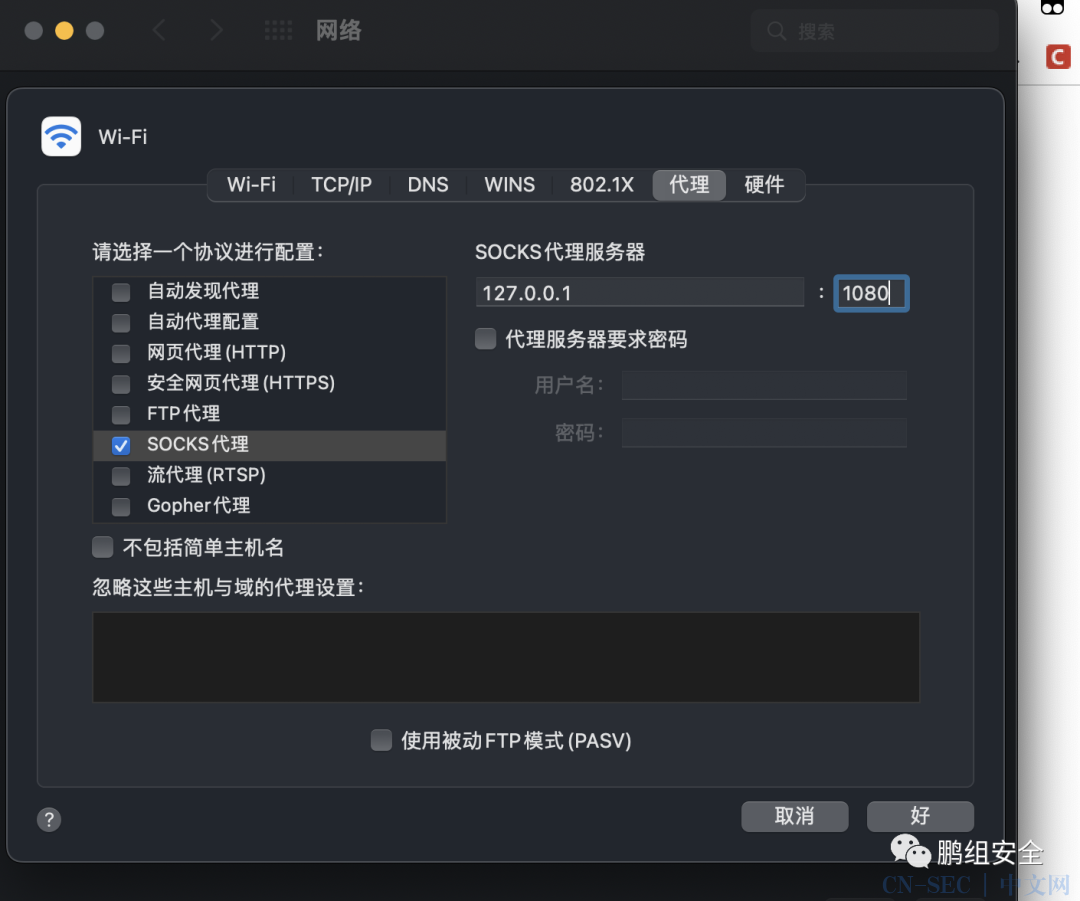 网络
搜索
C
Wi-Fi
Wi-Fi TCP/IP DNS WINS 802.1X 代理 硬件
请选择一个协议进行配置：
自动发现代理
自动代理配置
网页代理(HTTP)
安全网页代理(HTTPS)
FTP代理
SOCKS代理
流代理(RTSP)
Gopher代理
SOCKS代理服务器
127.0.0.1 : 1080
代理服务器要求密码
用户名：
密码：
不包括简单主机名
忽略这些主机与域的代理设置：
使用被动FTP模式(PASV)
?
取消 好
鹏组安全
CN-SEC | 中文网